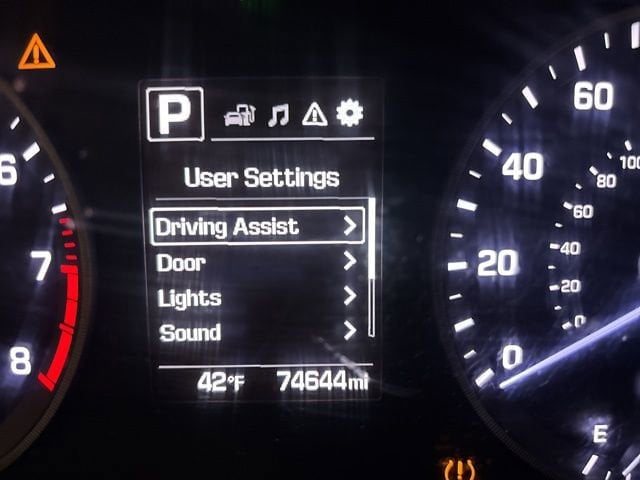 P
User Settings
Driving Assist
Door
Lights
Sound
42°F 74644mi
6
7
8
60
40
20
0
100
80
60
40
20
0
E